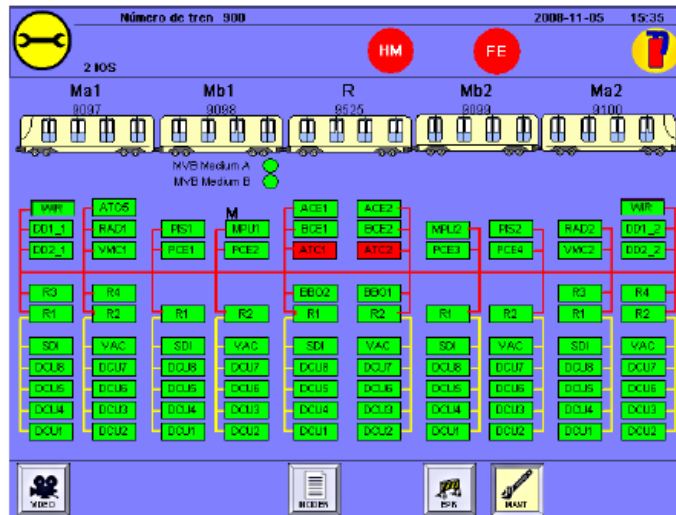 Número de tren 900 2008-11-05 15:35
HM FE
2 IOS
Ma1 Mb1 R Mb2 Ma2
9097 9098 9525 9099 9100
MVB Medium A
MVB Medium B
M
WIR ATO5 ACE1 ACE2 WIR
DD1_1 RAD1 PIS1 MPU1 BCE1 BCE2 MPU2 PIS2 RAD2 DD1_2
DD2_1 VMC1 PCE1 PCE2 ATC1 ATC2 PCE3 PCE4 VMC2 DD2_2
R3 R4 BBO2 BBO1 R3 R4
R1 R2 R1 R2 R1 R2 R1 R2 R1 R2
SDI VAC SDI VAC SDI VAC SDI VAC SDI VAC
DCU8 DCU7 DCU8 DCU7 DCU8 DCU7 DCU8 DCU7 DCU8 DCU7
DCU5 DCU6 DCU5 DCU6 DCU5 DCU6 DCU5 DCU6 DCU5 DCU6
DCU4 DCU3 DCU4 DCU3 DCU4 DCU3 DCU4 DCU3 DCU4 DCU3
DCU1 DCU2 DCU1 DCU2 DCU1 DCU2 DCU1 DCU2 DCU1 DCU2
VIDEO MANT